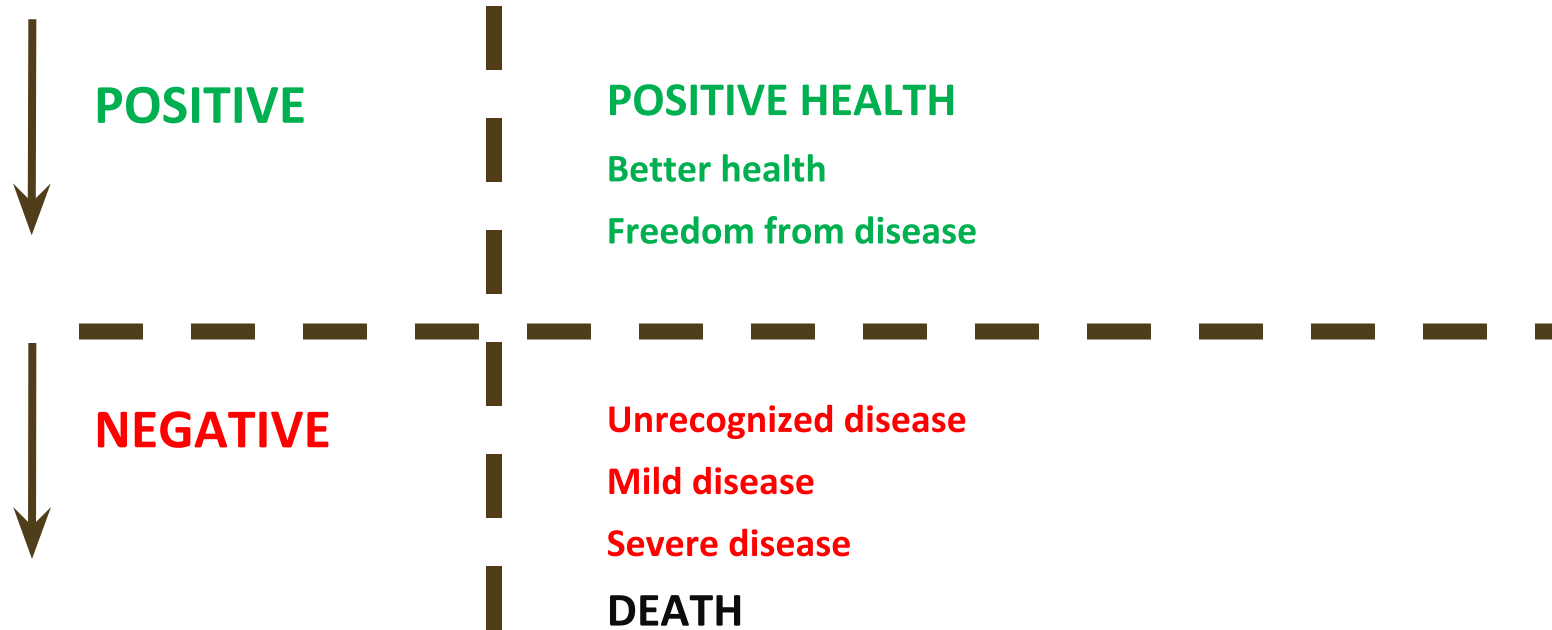 POSITIVE
POSITIVE HEALTH
Better health
Freedom from disease
NEGATIVE
Unrecognized disease
Mild disease
Severe disease
DEATH